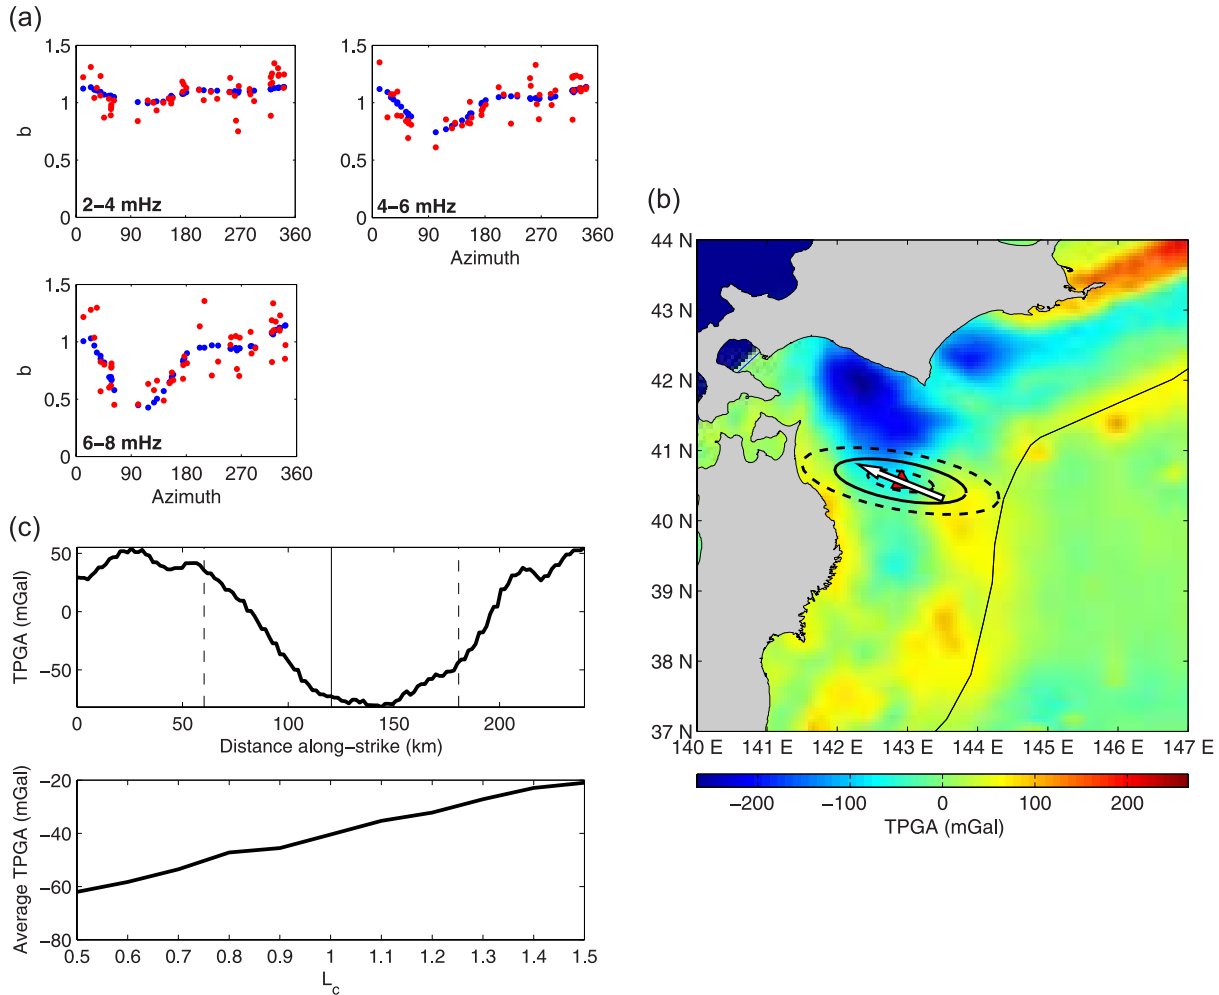 (a)
1.5
1
0.5
0
b
2−4 mHz
0 90 180 270 360
1.5
1
0.5
0
4−6 mHz
0 90 180 270 360
Azimuth
1.5
1
0.5
0
b
6−8 mHz
0 90 180 270 360
Azimuth
(b)
44 N
43 N
42 N
41 N
40 N
39 N
38 N
37 N
140 E 141 E 142 E 143 E 144 E 145 E 146 E 147 E
−200 −100 0 100 200
TPGA (mGal)
(c)
50
0
−50
TPGA (mGal)
0 50 100 150 200
Distance along−strike (km)
−20
−40
−60
−80
Average TPGA (mGal)
0.5 0.6 0.7 0.8 0.9 1 1.1 1.2 1.3 1.4 1.5
Lc